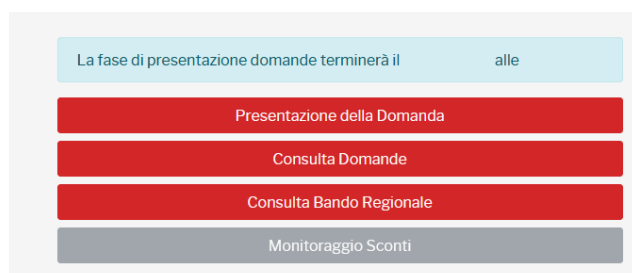 La fase di presentazione domande terminerà il alle
Presentazione della Domanda
Consulta Domande
Consulta Bando Regionale
Monitoraggio Sconti